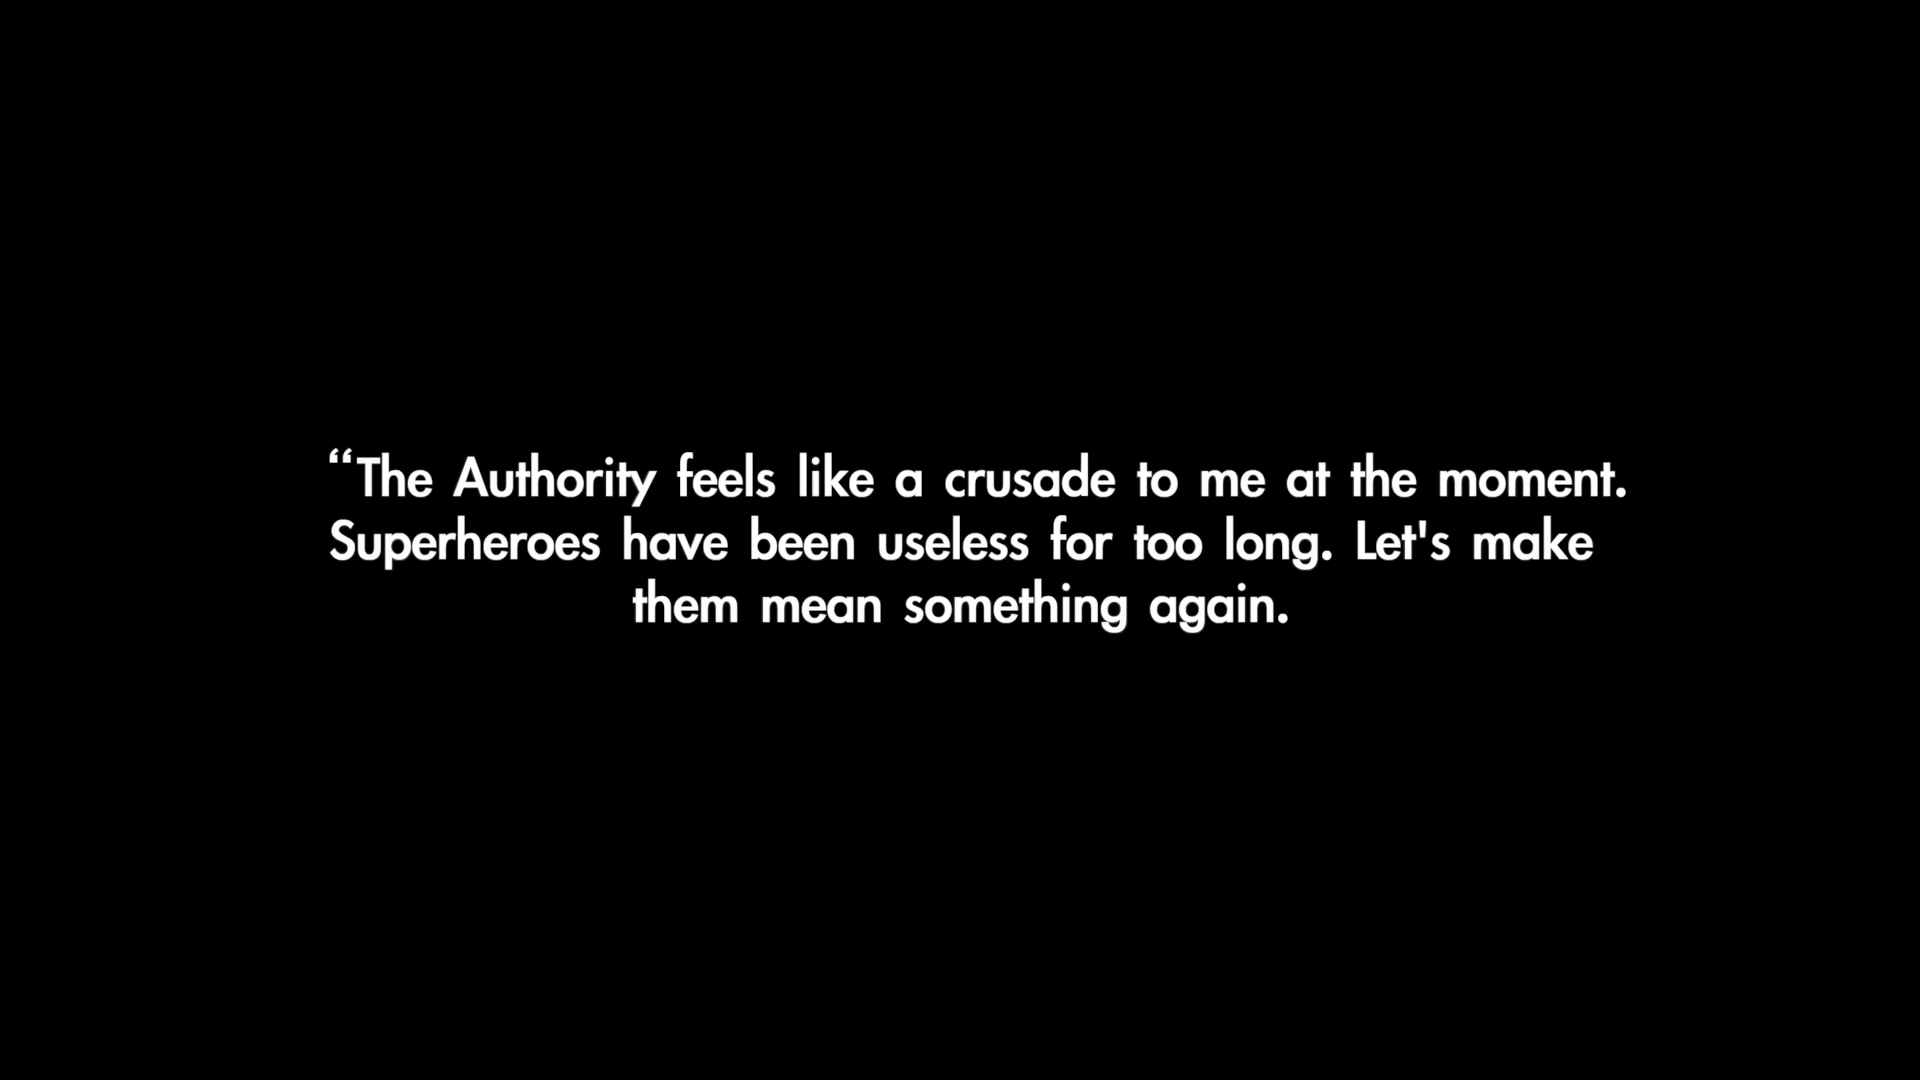 “The Authority feels like a crusade to me at the moment.
Superheroes have been useless for too long. Let's make
them mean something again.